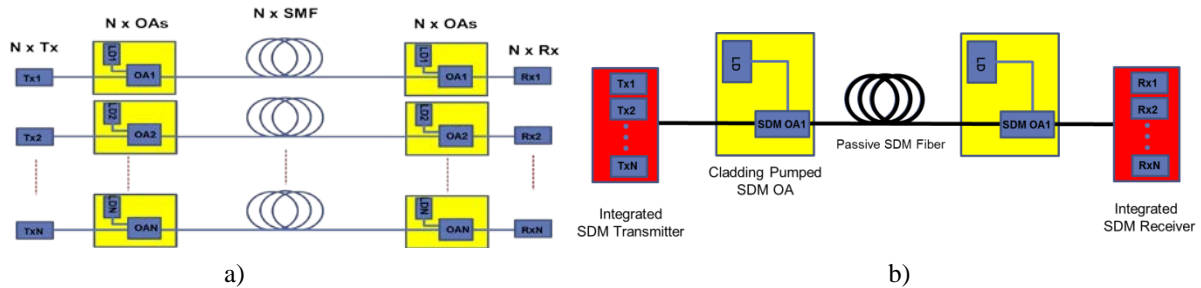 N x OAs
N x SMF
N x OAs
N x Tx
N x Rx
LD1
LD1
Tx1
OA1
OA1
Rx1
LD2
LD2
Tx2
OA2
OA2
Rx2
LDN
LDN
TxN
OAN
OAN
RxN
a)
LD
LD
Tx1
Rx1
Tx2
Rx2
SDM OA1
SDM OA1
Passive SDM Fiber
TxN
RxN
Cladding Pumped
SDM OA
Integrated
SDM Transmitter
Integrated
SDM Receiver
b)